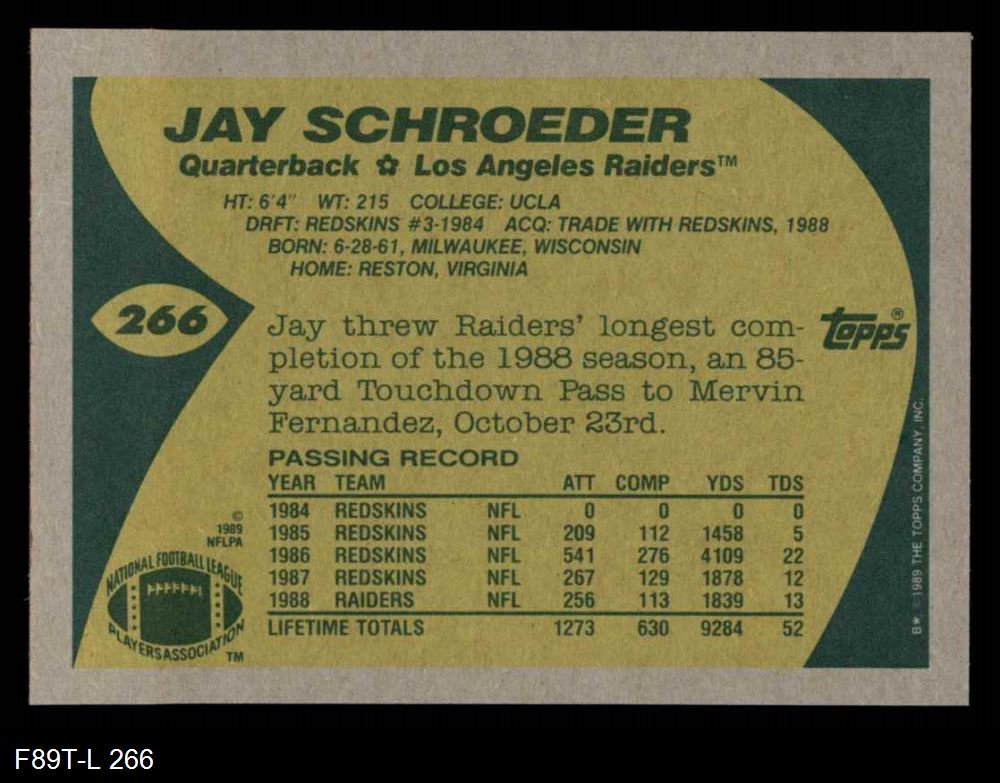 JAY SCHROEDER
Quarterback ✿ Los Angeles Raiders™
HT: 6'4" WT: 215 COLLEGE: UCLA
DRFT: REDSKINS #3-1984 ACQ: TRADE WITH REDSKINS, 1988
BORN: 6-28-61, MILWAUKEE, WISCONSIN
HOME: RESTON, VIRGINIA
266
Jay threw Raiders' longest com-
pletion of the 1988 season, an 85-
yard Touchdown Pass to Mervin
Fernandez, October 23rd.
topps®
PASSING RECORD
YEAR TEAM ATT COMP YDS TDS
1984 REDSKINS NFL 0 0 0 0
1985 REDSKINS NFL 209 112 1458 5
1986 REDSKINS NFL 541 276 4109 22
1987 REDSKINS NFL 267 129 1878 12
1988 RAIDERS NFL 256 113 1839 13
LIFETIME TOTALS 1273 630 9284 52
©
1989
NFLPA
NATIONAL FOOTBALL LEAGUE
PLAYERS ASSOCIATION
TM
B* ©1989 THE TOPPS COMPANY, INC.
F89T-L 266